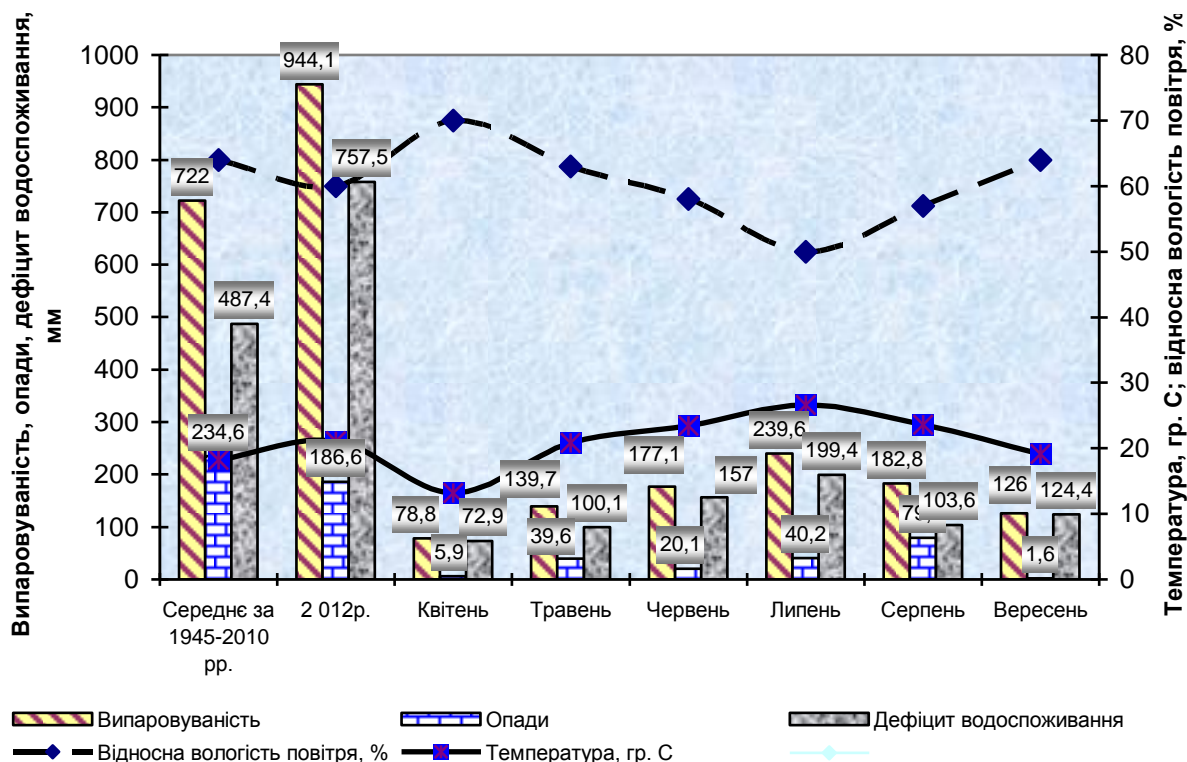 Випаровуваність, опади, дефіцит водоспоживання,
мм
1000
900
800
700
600
500
400
300
200
100
0
944,1
757,5
722
487,4
234,6
186,6
78,8
5,9
72,9
139,7
39,6
100,1
177,1
20,1
157
239,6
40,2
199,4
182,8
103,6
126
1,6
124,4
80
70
60
50
40
30
20
10
0
Температура, гр. С; відносна вологість повітря, %
Середнє за
1945-2010
рр.
2 012р.
Квітень
Травень
Червень
Липень
Серпень
Вересень
Випаровуваність
Опади
Дефіцит водоспоживання
Відносна вологість повітря, %
Температура, гр. С